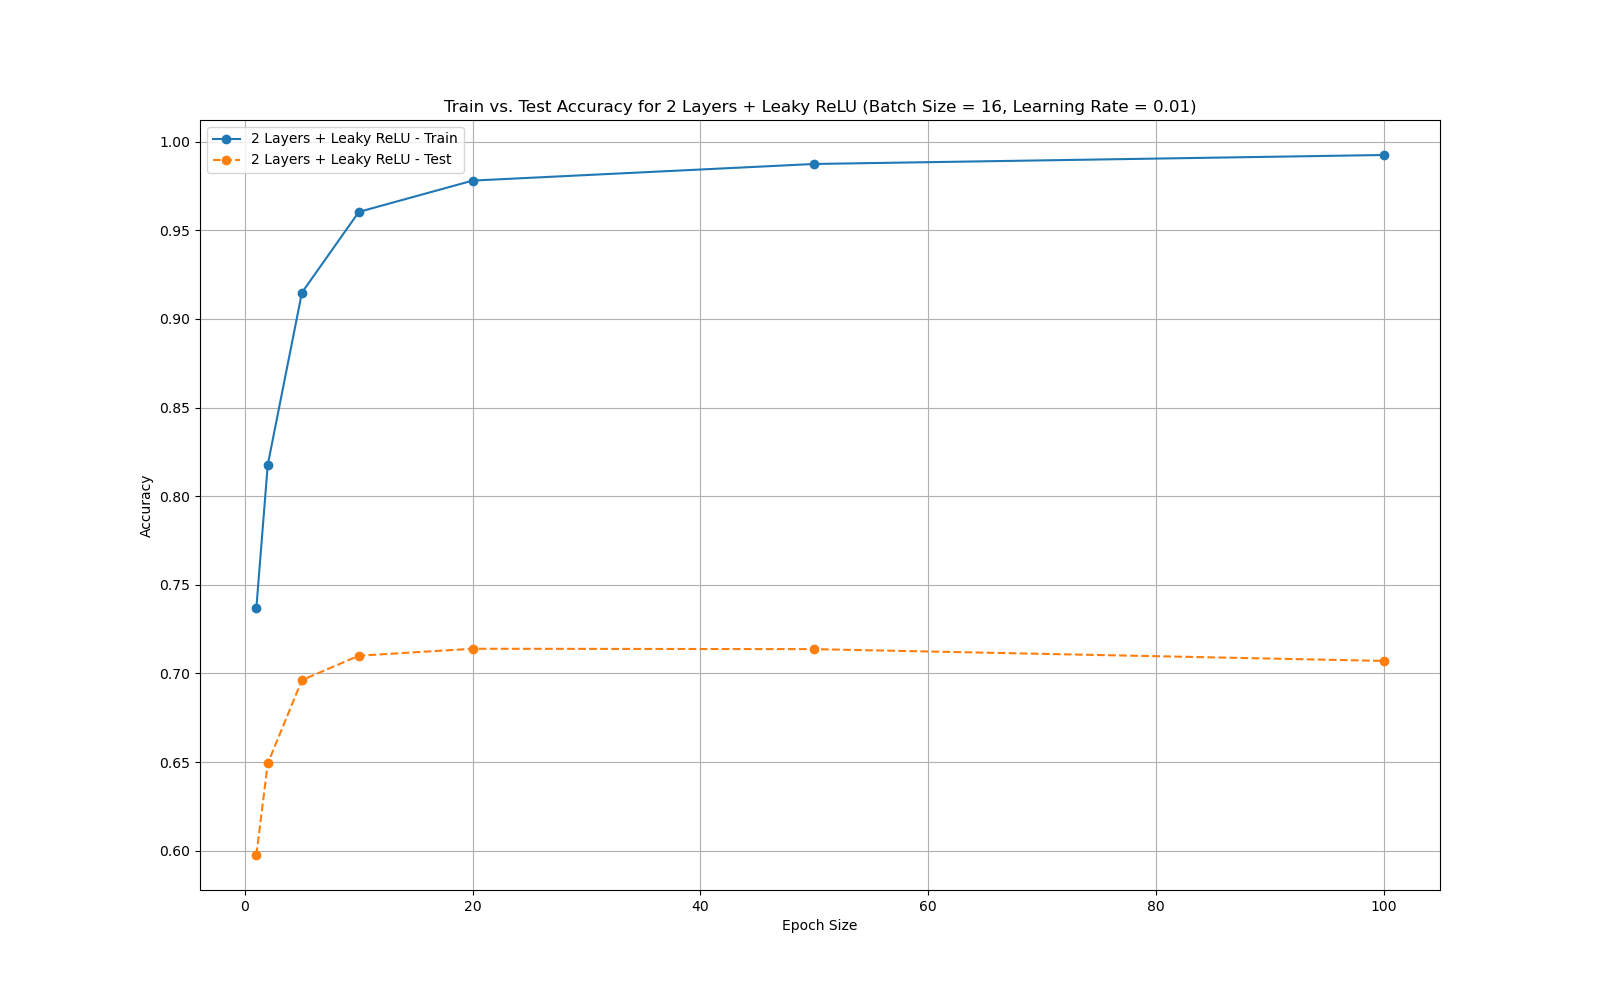 Train vs. Test Accuracy for 2 Layers + Leaky ReLU (Batch Size = 16, Learning Rate = 0.01)
2 Layers + Leaky ReLU - Train
2 Layers + Leaky ReLU - Test
1.00
0.95
0.90
0.85
0.80
0.75
0.70
0.65
0.60
Accuracy
0 20 40 60 80 100
Epoch Size